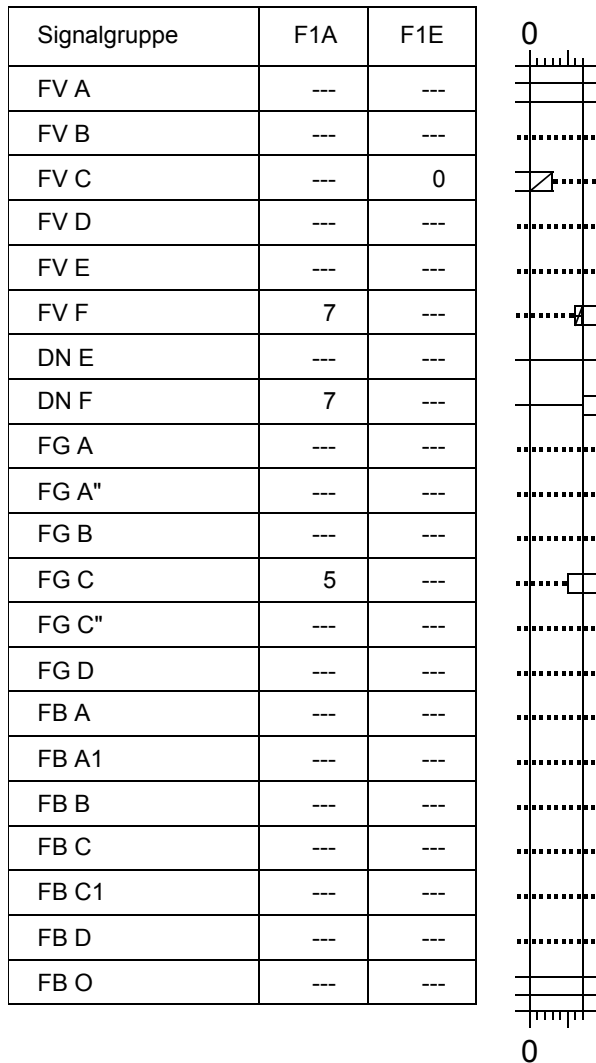 Signalgruppe F1A F1E 0
FV A --- ---
FV B --- ---
FV C --- 0
FV D --- ---
FV E --- ---
FV F 7 ---
DN E --- ---
DN F 7 ---
FG A --- ---
FG A" --- ---
FG B --- ---
FG C 5 ---
FG C" --- ---
FG D --- ---
FB A --- ---
FB A1 --- ---
FB B --- ---
FB C --- ---
FB C1 --- ---
FB D --- ---
FB O --- ---
0